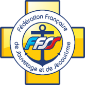 Fédération Française
FFSS
de Sauvetage et de Secourisme